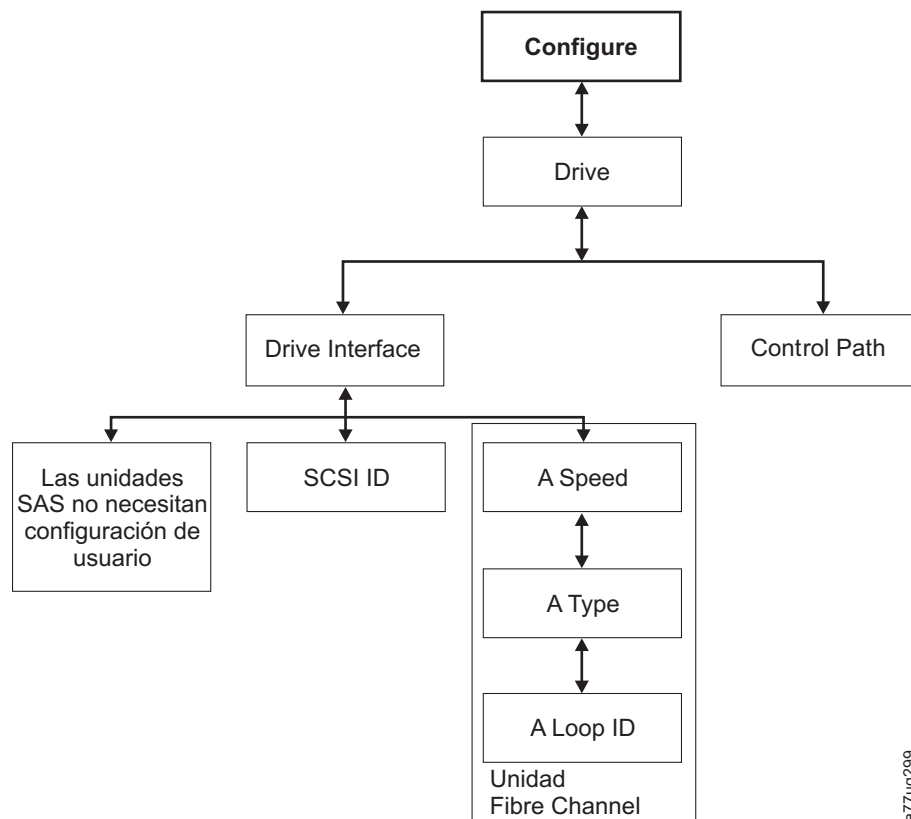 Configure
Drive
Drive Interface
Control Path
Las unidades
SAS no necesitan
configuración de
usuario
SCSI ID
A Speed
A Type
A Loop ID
Unidad
Fibre Channel
a77ug299